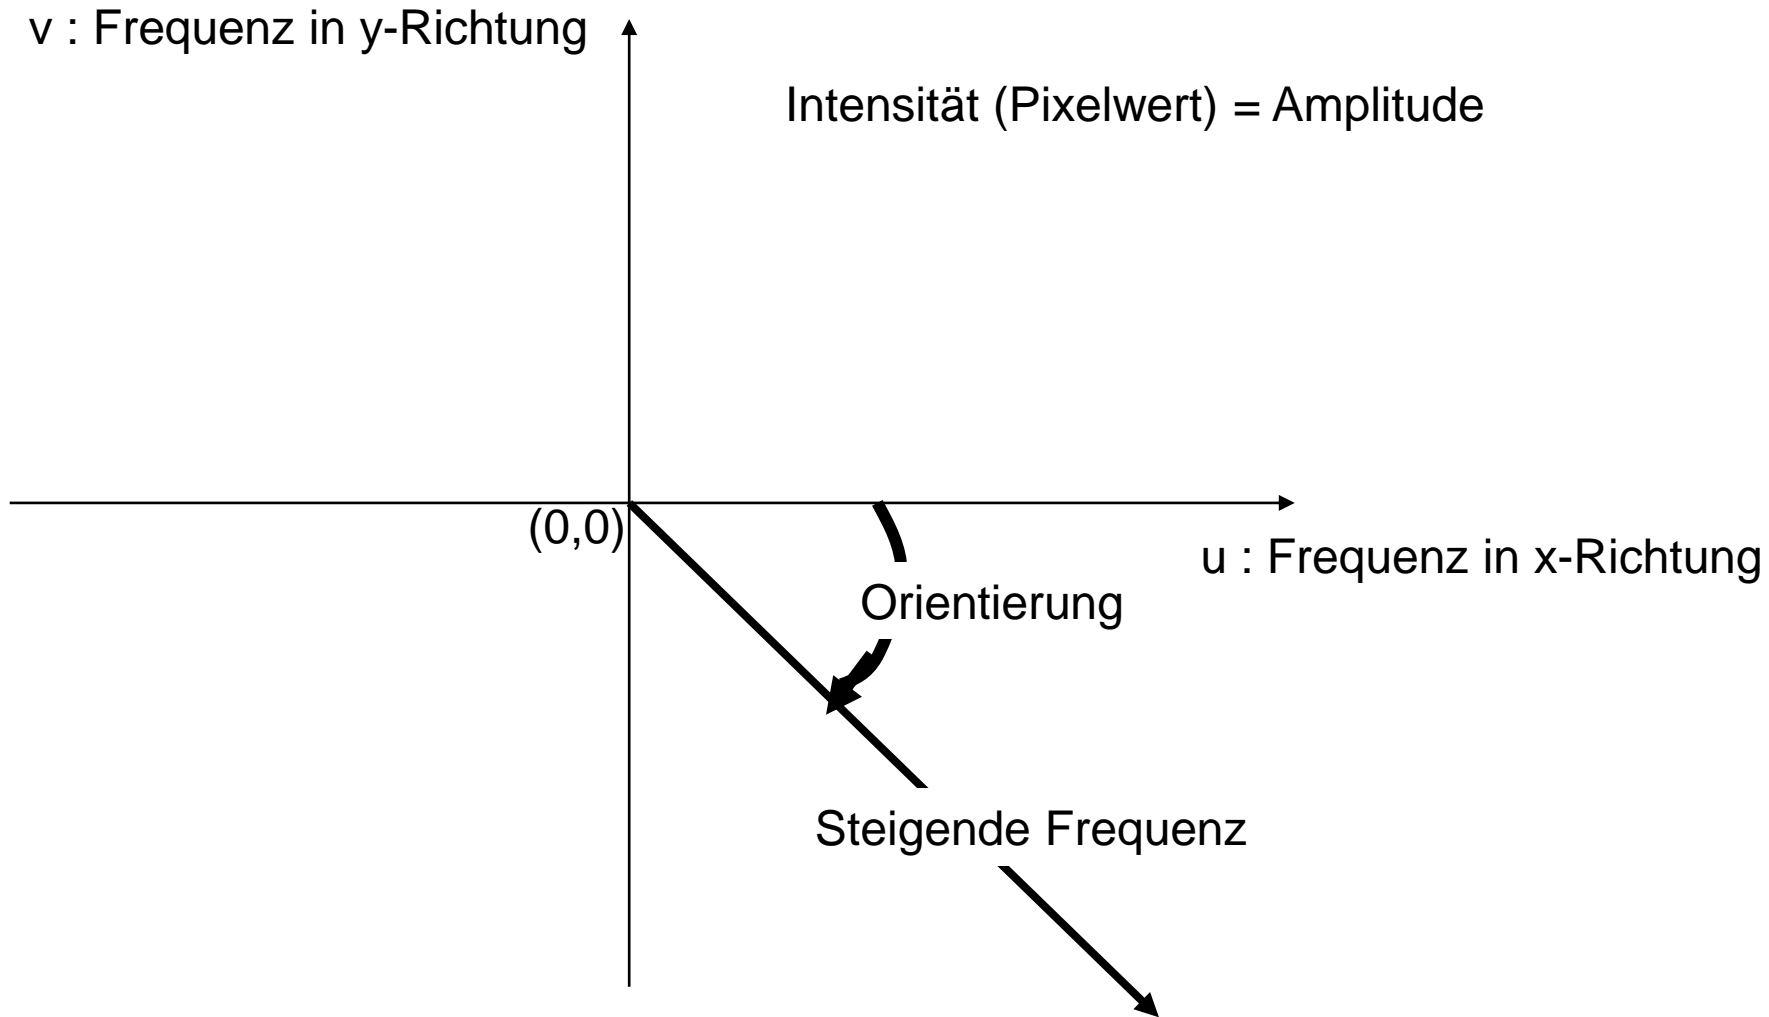 v : Frequenz in y-Richtung
Intensität (Pixelwert) = Amplitude
(0,0)
u : Frequenz in x-Richtung
Orientierung
Steigende Frequenz